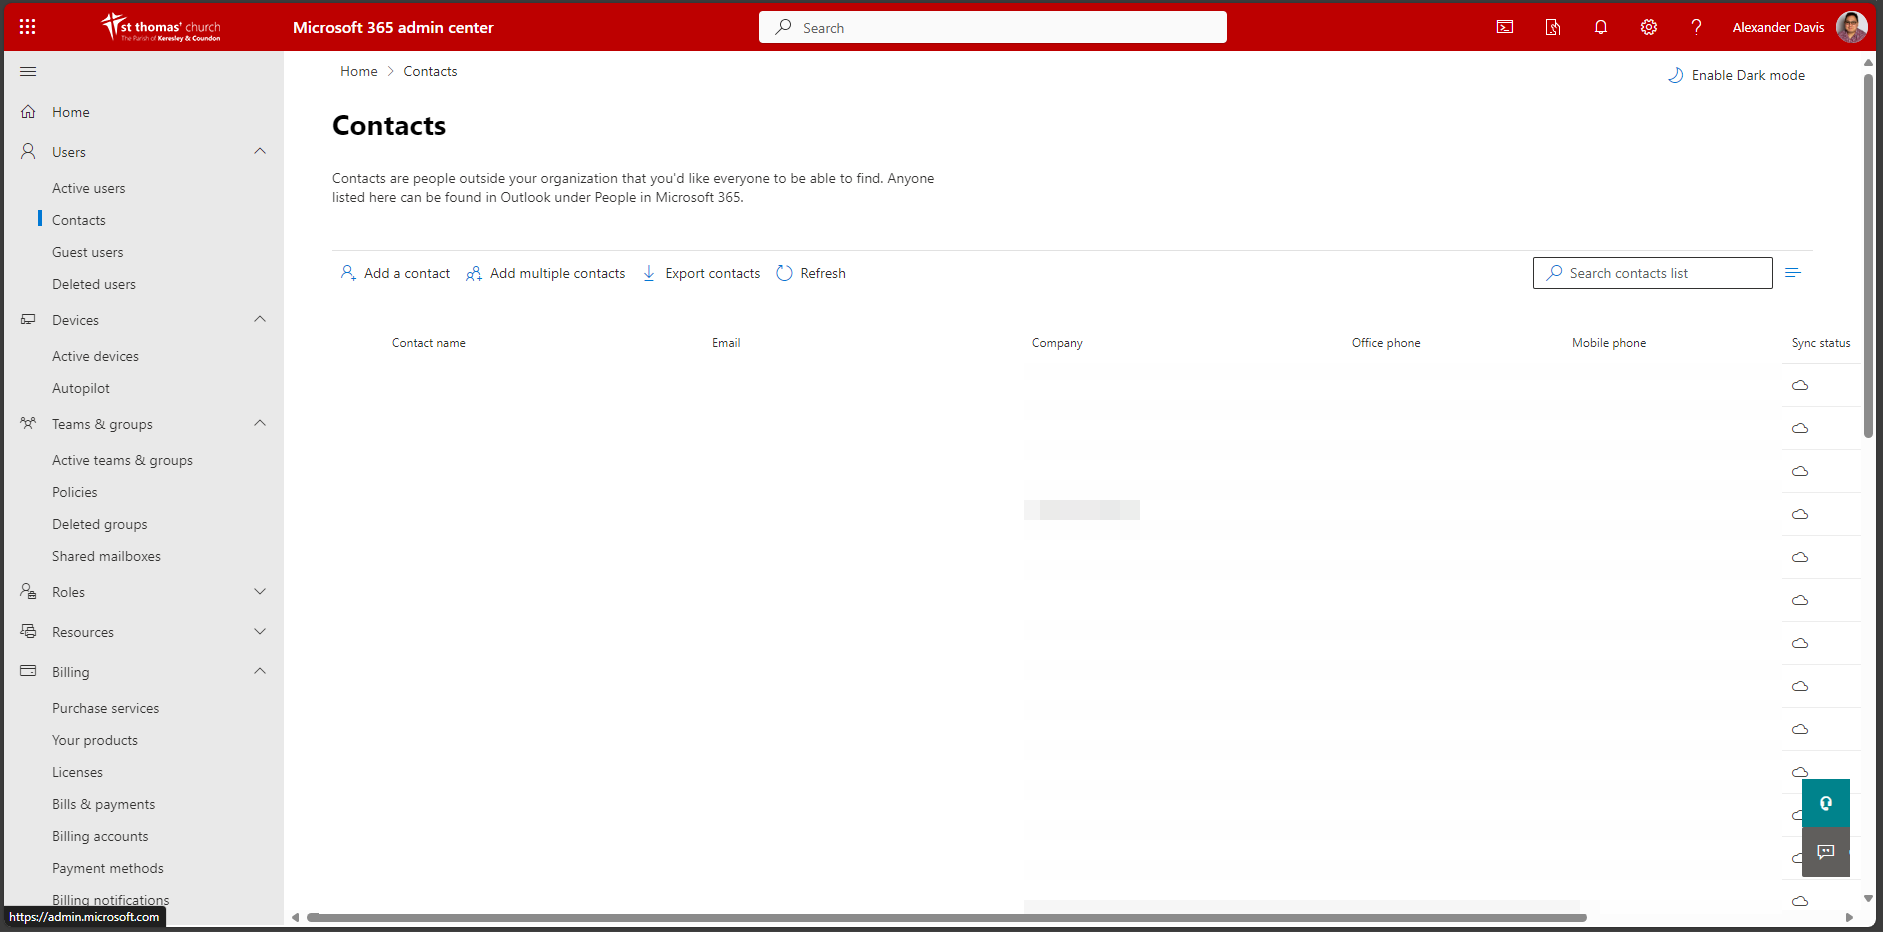 st thomas' church
The Parish of Keresley & Coundon
Microsoft 365 admin center
Search
Alexander Davis
Home
Users
Active users
Contacts
Guest users
Deleted users
Devices
Active devices
Autopilot
Teams & groups
Active teams & groups
Policies
Deleted groups
Shared mailboxes
Roles
Resources
Billing
Purchase services
Your products
Licenses
Bills & payments
Billing accounts
Payment methods
Billing notifications
https://admin.microsoft.com
Home > Contacts
Enable Dark mode
Contacts
Contacts are people outside your organization that you'd like everyone to be able to find. Anyone
listed here can be found in Outlook under People in Microsoft 365.
Add a contact Add multiple contacts Export contacts Refresh Search contacts list
Contact name Email Company Office phone Mobile phone Sync status